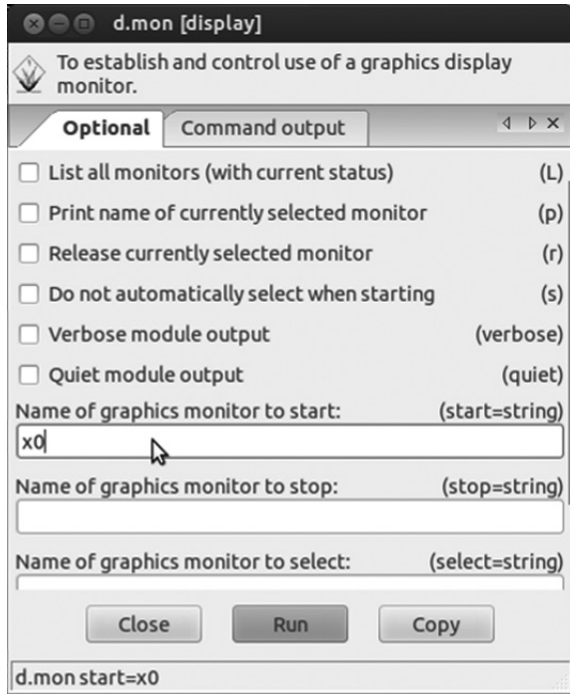 d.mon [display]
To establish and control use of a graphics display
monitor.
Optional Command output
List all monitors (with current status) (L)
Print name of currently selected monitor (p)
Release currently selected monitor (r)
Do not automatically select when starting (s)
Verbose module output (verbose)
Quiet module output (quiet)
Name of graphics monitor to start: (start=string)
x0
Name of graphics monitor to stop: (stop=string)
Name of graphics monitor to select: (select=string)
Close Run Copy
d.mon start=x0